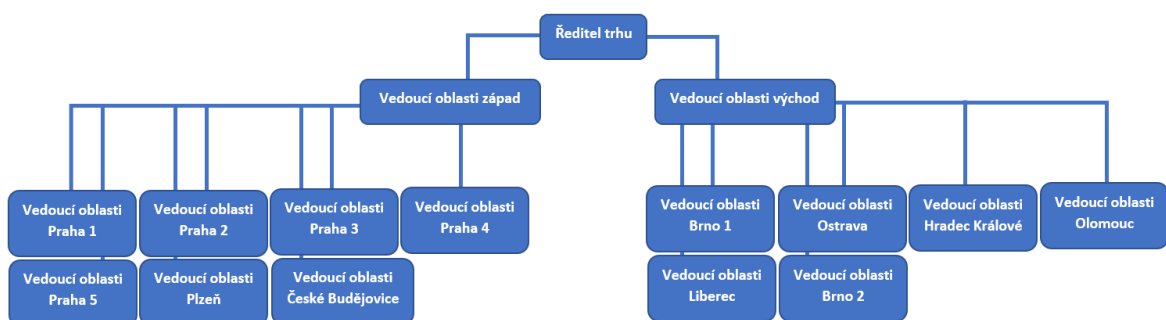 Ředitel trhu
Vedoucí oblasti západ
Vedoucí oblasti východ
Vedoucí oblasti
Praha 1
Vedoucí oblasti
Praha 2
Vedoucí oblasti
Praha 3
Vedoucí oblasti
Praha 4
Vedoucí oblasti
Brno 1
Vedoucí oblasti
Ostrava
Vedoucí oblasti
Hradec Králové
Vedoucí oblasti
Olomouc
Vedoucí oblasti
Praha 5
Vedoucí oblasti
Plzeň
Vedoucí oblasti
České Budějovice
Vedoucí oblasti
Liberec
Vedoucí oblasti
Brno 2